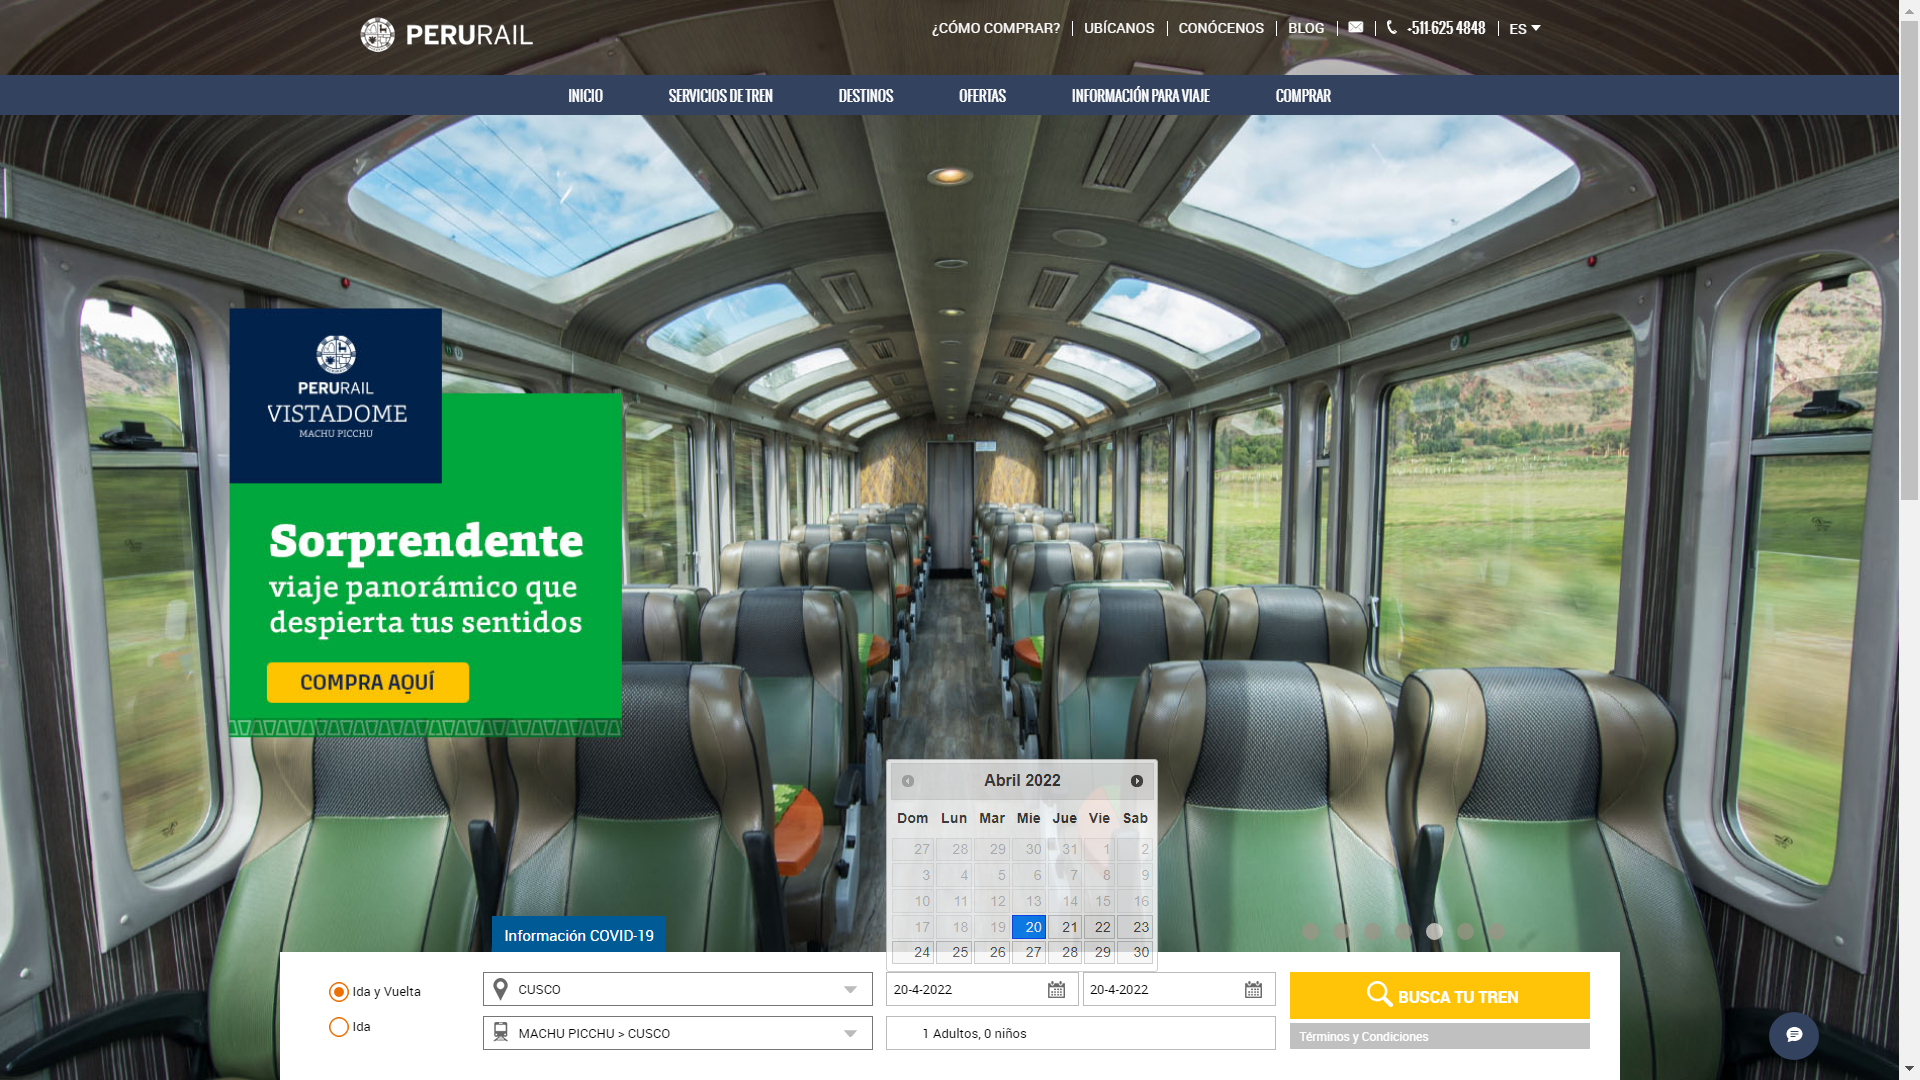 PERURAIL
¿CÓMO COMPRAR?
UBÍCANOS
CONÓCENOS
BLOG
+511-625 4848
ES
INICIO
SERVICIOS DE TREN
DESTINOS
OFERTAS
INFORMACIÓN PARA VIAJE
COMPRAR
PERURAIL
VISTADOME
MACHU PICCHU
Sorprendente
viaje panorámico que
despierta tus sentidos
COMPRA AQUÍ
Abril 2022
Dom Lun Mar Mie Jue Vie Sab
27 28 29 30 31 1 2
3 4 5 6 7 8 9
10 11 12 13 14 15 16
17 18 19 20 21 22 23
24 25 26 27 28 29 30
Información COVID-19
Ida y Vuelta
Ida
CUSCO
MACHU PICCHU > CUSCO
20-4-2022
20-4-2022
1 Adultos, 0 niños
BUSCA TU TREN
Términos y Condiciones